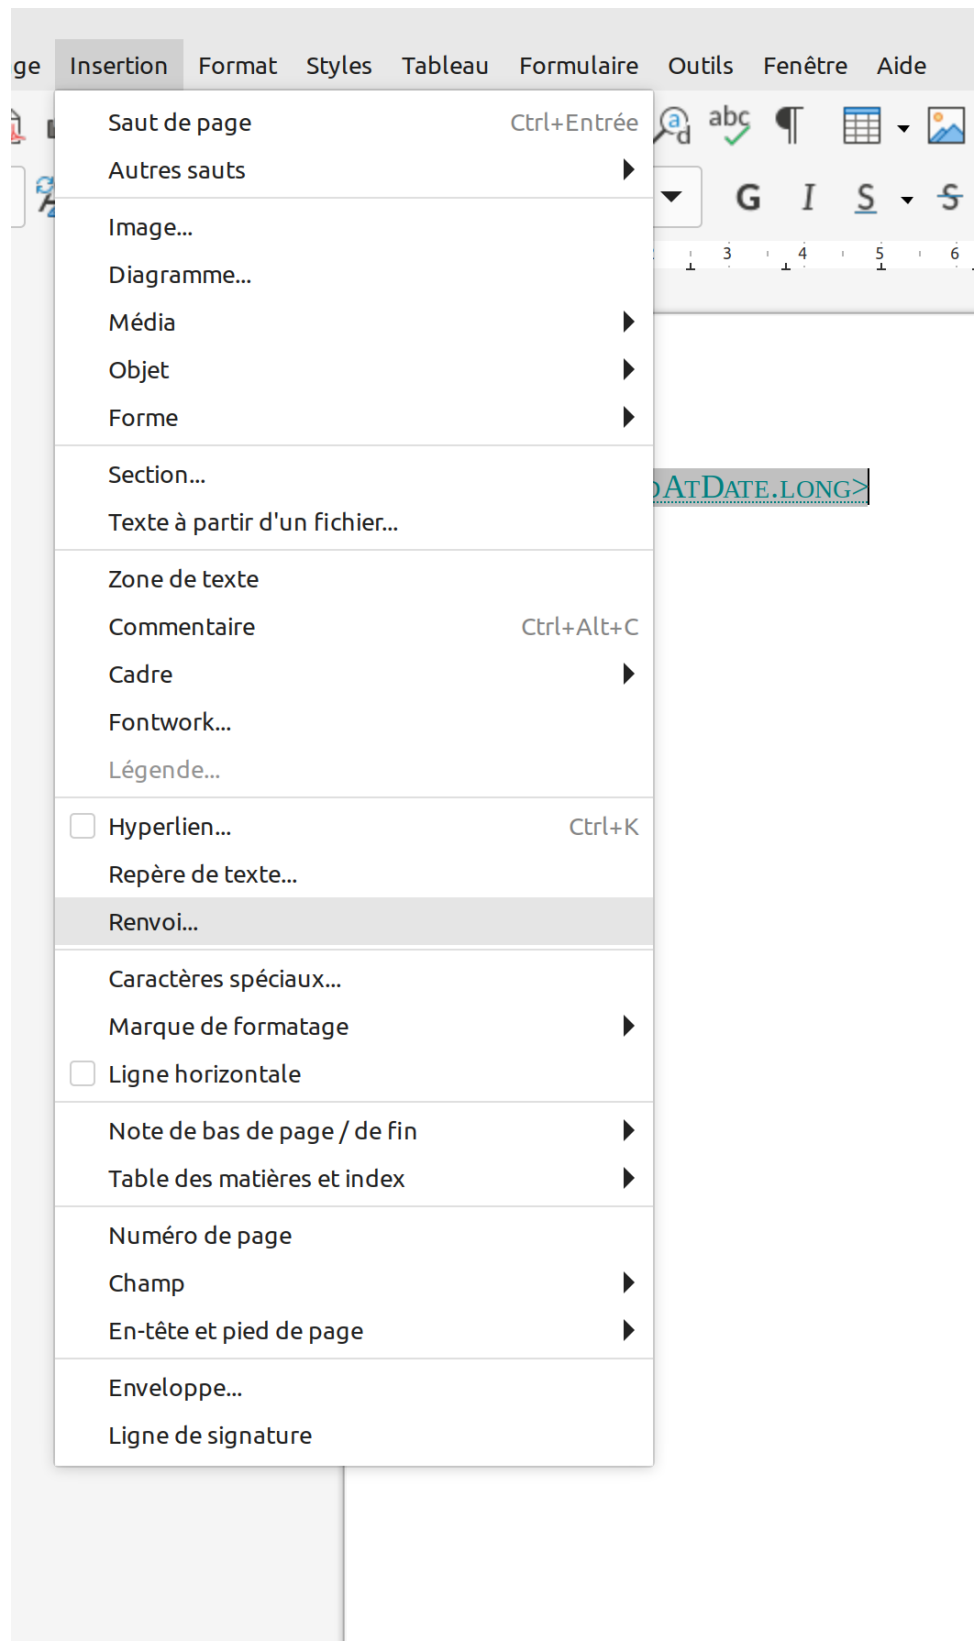 ge Insertion Format Styles Tableau Formulaire Outils Fenêtre Aide
Saut de page Ctrl+Entrée
Autres sauts
Image...
Diagramme...
Média
Objet
Forme
Section...
Texte à partir d'un fichier...
Zone de texte
Commentaire Ctrl+Alt+C
Cadre
Fontwork...
Légende...
Hyperlien... Ctrl+K
Repère de texte...
Renvoi...
Caractères spéciaux...
Marque de formatage
Ligne horizontale
Note de bas de page / de fin
Table des matières et index
Numéro de page
Champ
En-tête et pied de page
Enveloppe...
Ligne de signature
abc
G I S S
3 4 5 6
AtDate.long>